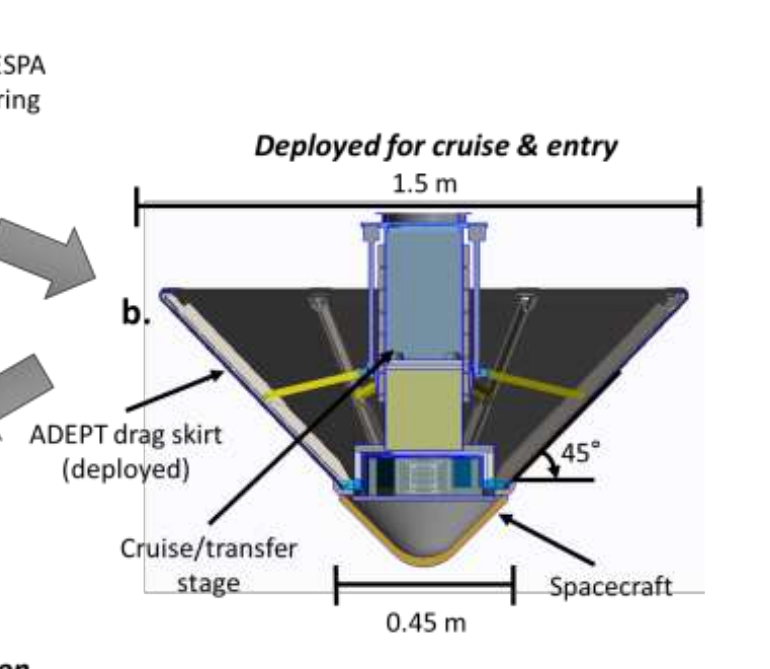 ESPA
ring
Deployed for cruise & entry
1.5 m
b.
ADEPT drag skirt
(deployed)
45°
Cruise/transfer
stage
Spacecraft
0.45 m